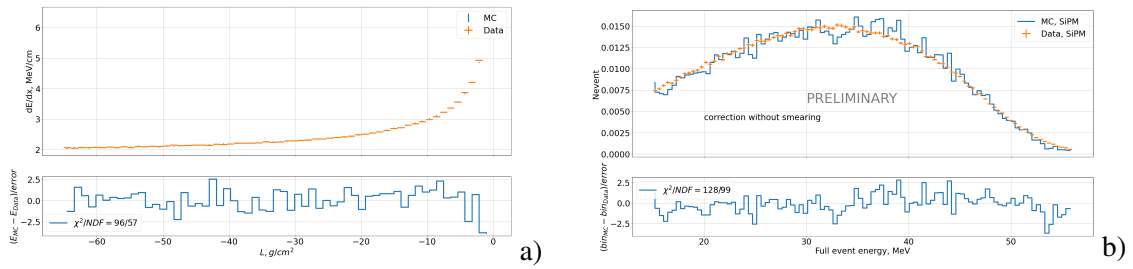 MC
Data
dE/dx, MeV/cm
6
5
4
3
2
(E_MC − E_Data)/error
2.5
0.0
−2.5
χ²/NDF = 96/57
−60 −50 −40 −30 −20 −10 0
L, g/cm²
a)
MC, SiPM
Data, SiPM
Nevent
0.0150
0.0125
0.0100
0.0075
0.0050
0.0025
0.0000
PRELIMINARY
correction without smearing
(bin_MC − bin_Data)/error
2.5
0.0
−2.5
χ²/NDF = 128/99
20 30 40 50
Full event energy, MeV
b)